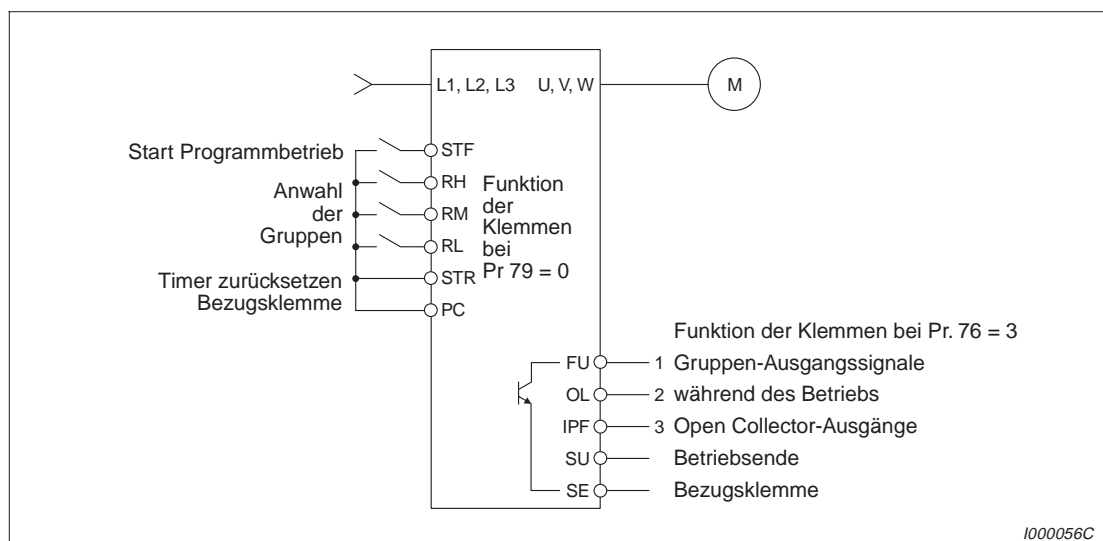 L1, L2, L3 U, V, W M
Start Programmbetrieb STF
Anwahl
der
Gruppen
RH
RM
RL
Funktion
der
Klemmen
bei
Pr 79 = 0
Timer zurücksetzen STR
Bezugsklemme PC
Funktion der Klemmen bei Pr. 76 = 3
FU 1 Gruppen-Ausgangssignale
OL 2 während des Betriebs
IPF 3 Open Collector-Ausgänge
SU Betriebsende
SE Bezugsklemme
I000056C